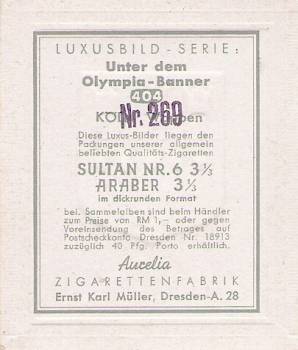 LUXUSBILD-SERIE:
Unter dem
Olympia-Banner
404
Nr. 269
Diese Luxus-Bilder liegen den
Packungen unserer allgemein
beliebten Qualitäts-Zigaretten
SULTAN NR. 6 3⅓
ARABER 3⅓
im dickrunden Format
bei. Sammelalben sind beim Händler
zum Preise von RM 1,– oder gegen
Voreinsendung des Betrages auf
Postscheckkonto Dresden Nr. 18913
zuzüglich 40 Pfg. Porto erhältlich.
Aurelia
ZIGARETTENFABRIK
Ernst Karl Müller, Dresden-A. 28